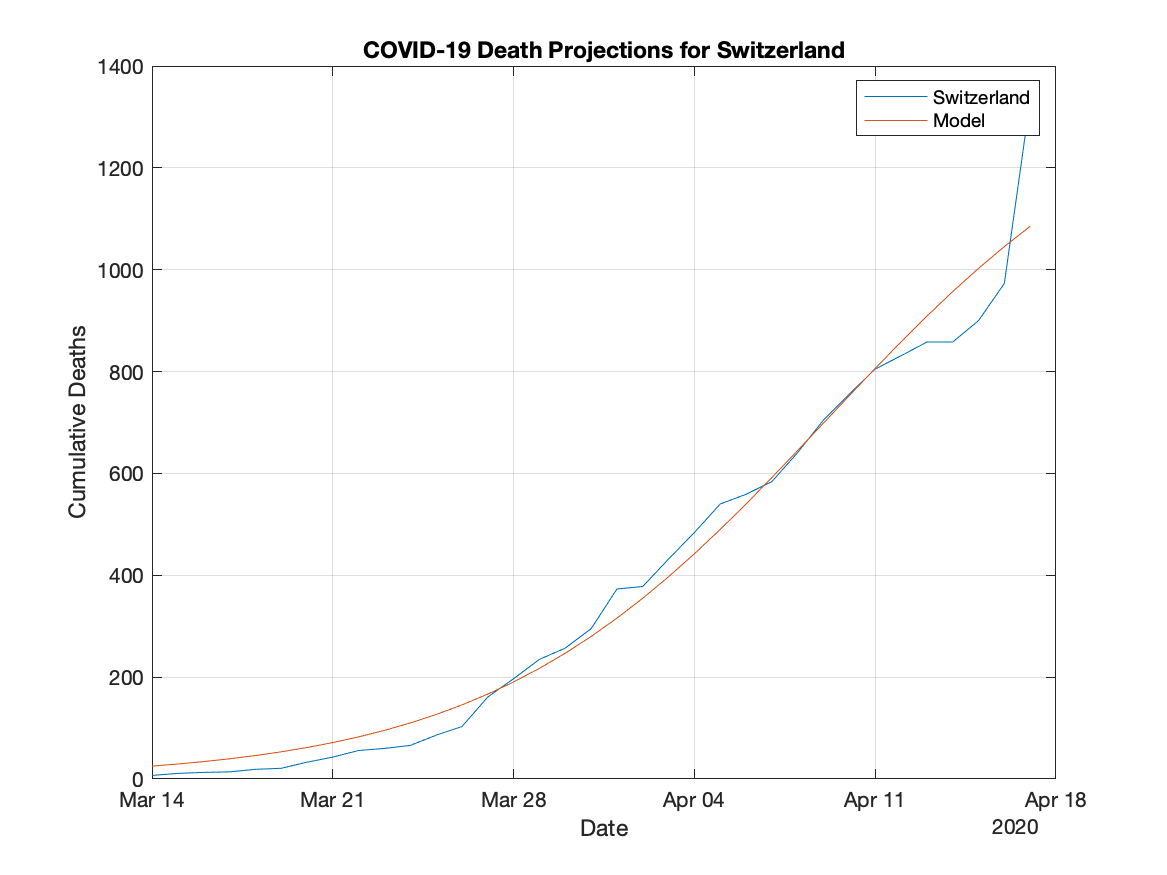 COVID-19 Death Projections for Switzerland
1400
Switzerland
Model
1200
1000
800
600
400
200
0
Cumulative Deaths
Mar 14 Mar 21 Mar 28 Apr 04 Apr 11 Apr 18
Date
2020